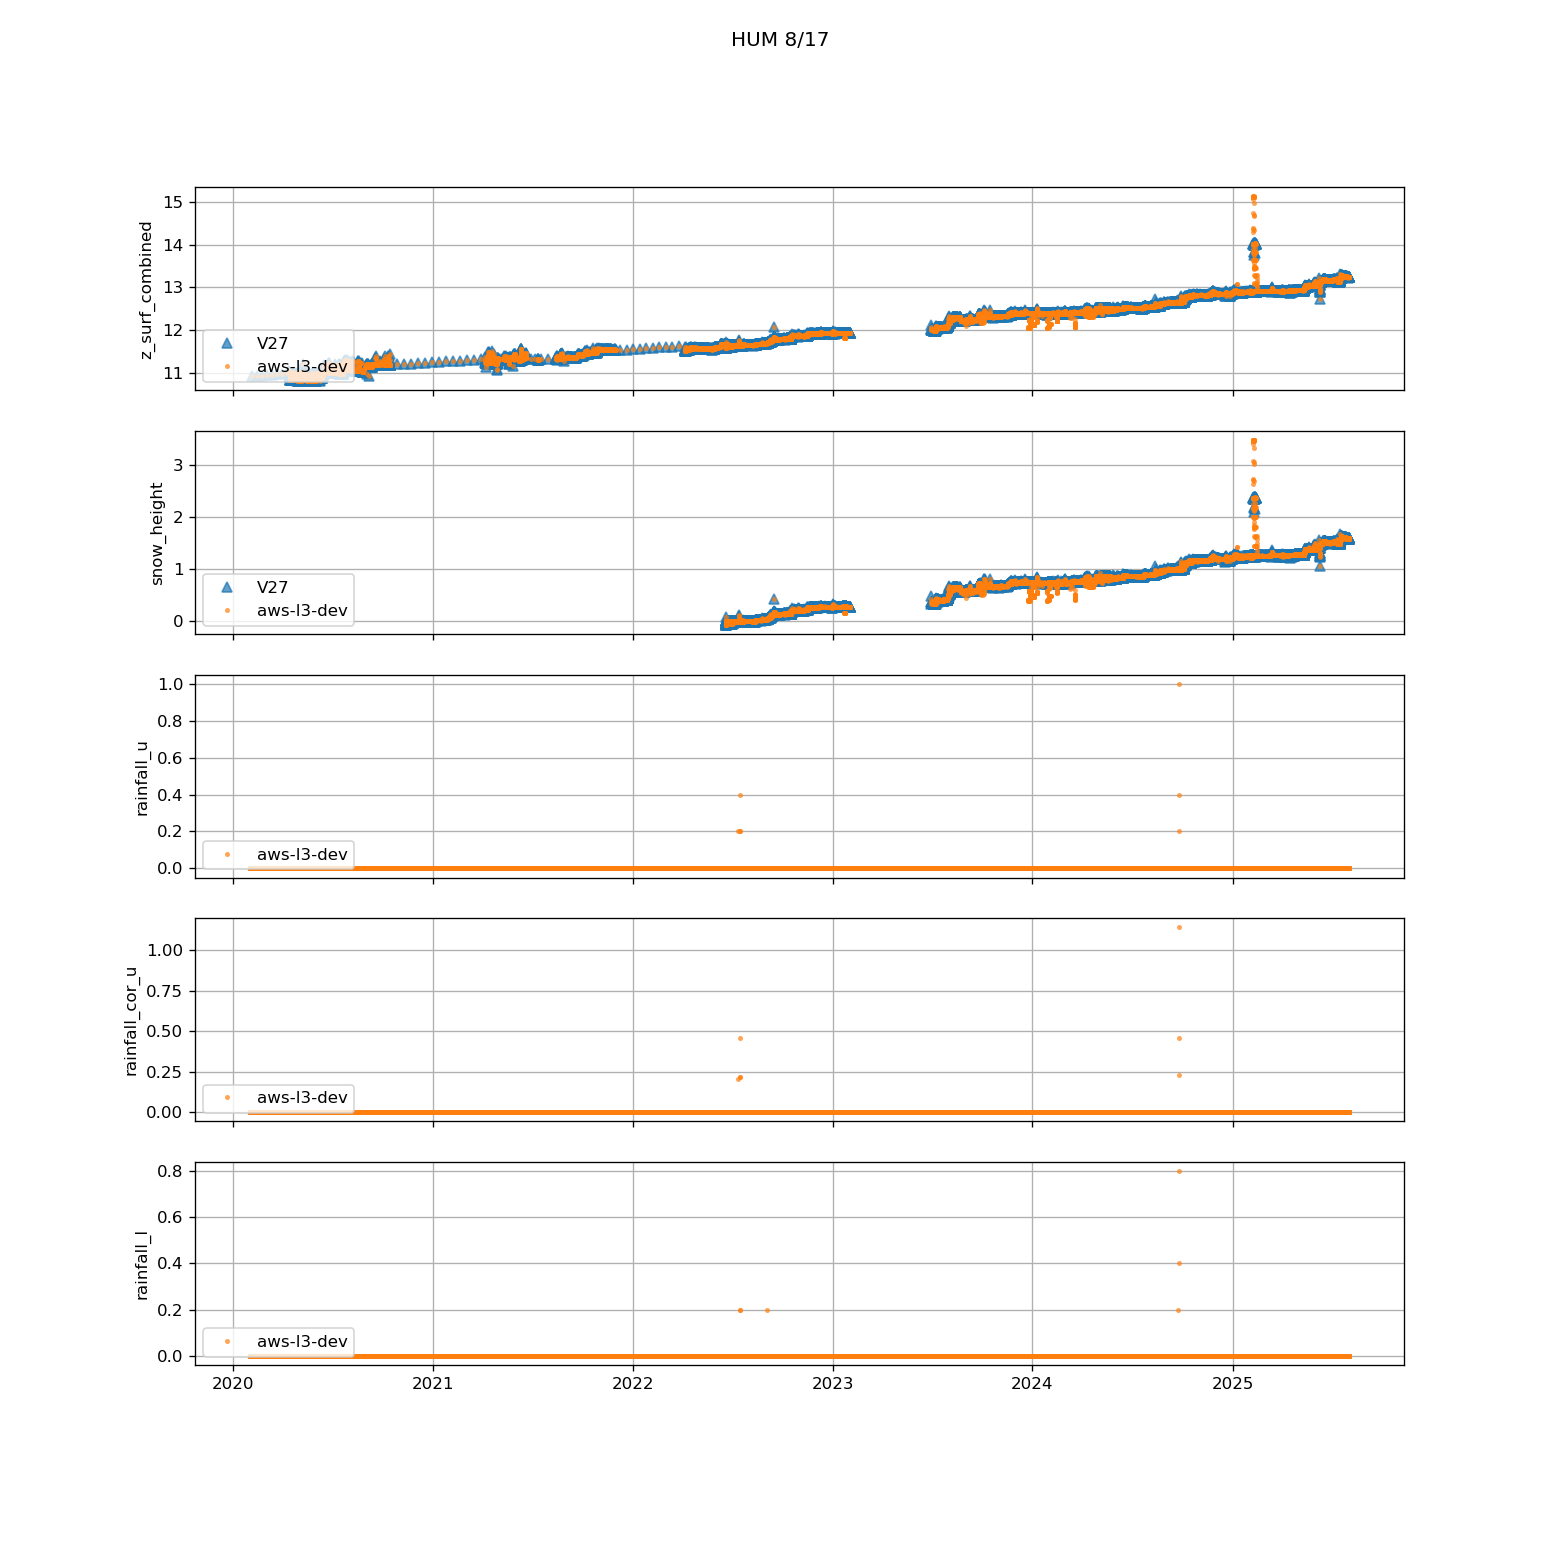 HUM 8/17
z_surf_combined
15
14
13
12
11
V27
aws-l3-dev
snow_height
3
2
1
0
V27
aws-l3-dev
rainfall_u
1.0
0.8
0.6
0.4
0.2
0.0
aws-l3-dev
rainfall_cor_u
1.00
0.75
0.50
0.25
0.00
aws-l3-dev
rainfall_l
0.8
0.6
0.4
0.2
0.0
aws-l3-dev
2020 2021 2022 2023 2024 2025